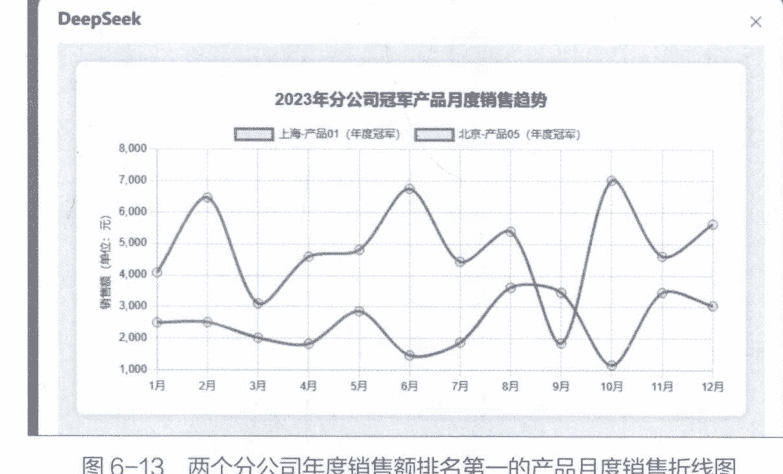 DeepSeek ×
2023年分公司冠军产品月度销售趋势
上海-产品01（年度冠军） 北京-产品05（年度冠军）
销售额（单位：元）
8,000
7,000
6,000
5,000
4,000
3,000
2,000
1,000
1月 2月 3月 4月 5月 6月 7月 8月 9月 10月 11月 12月
图 6-13 两个分公司年度销售额排名第一的产品月度销售折线图